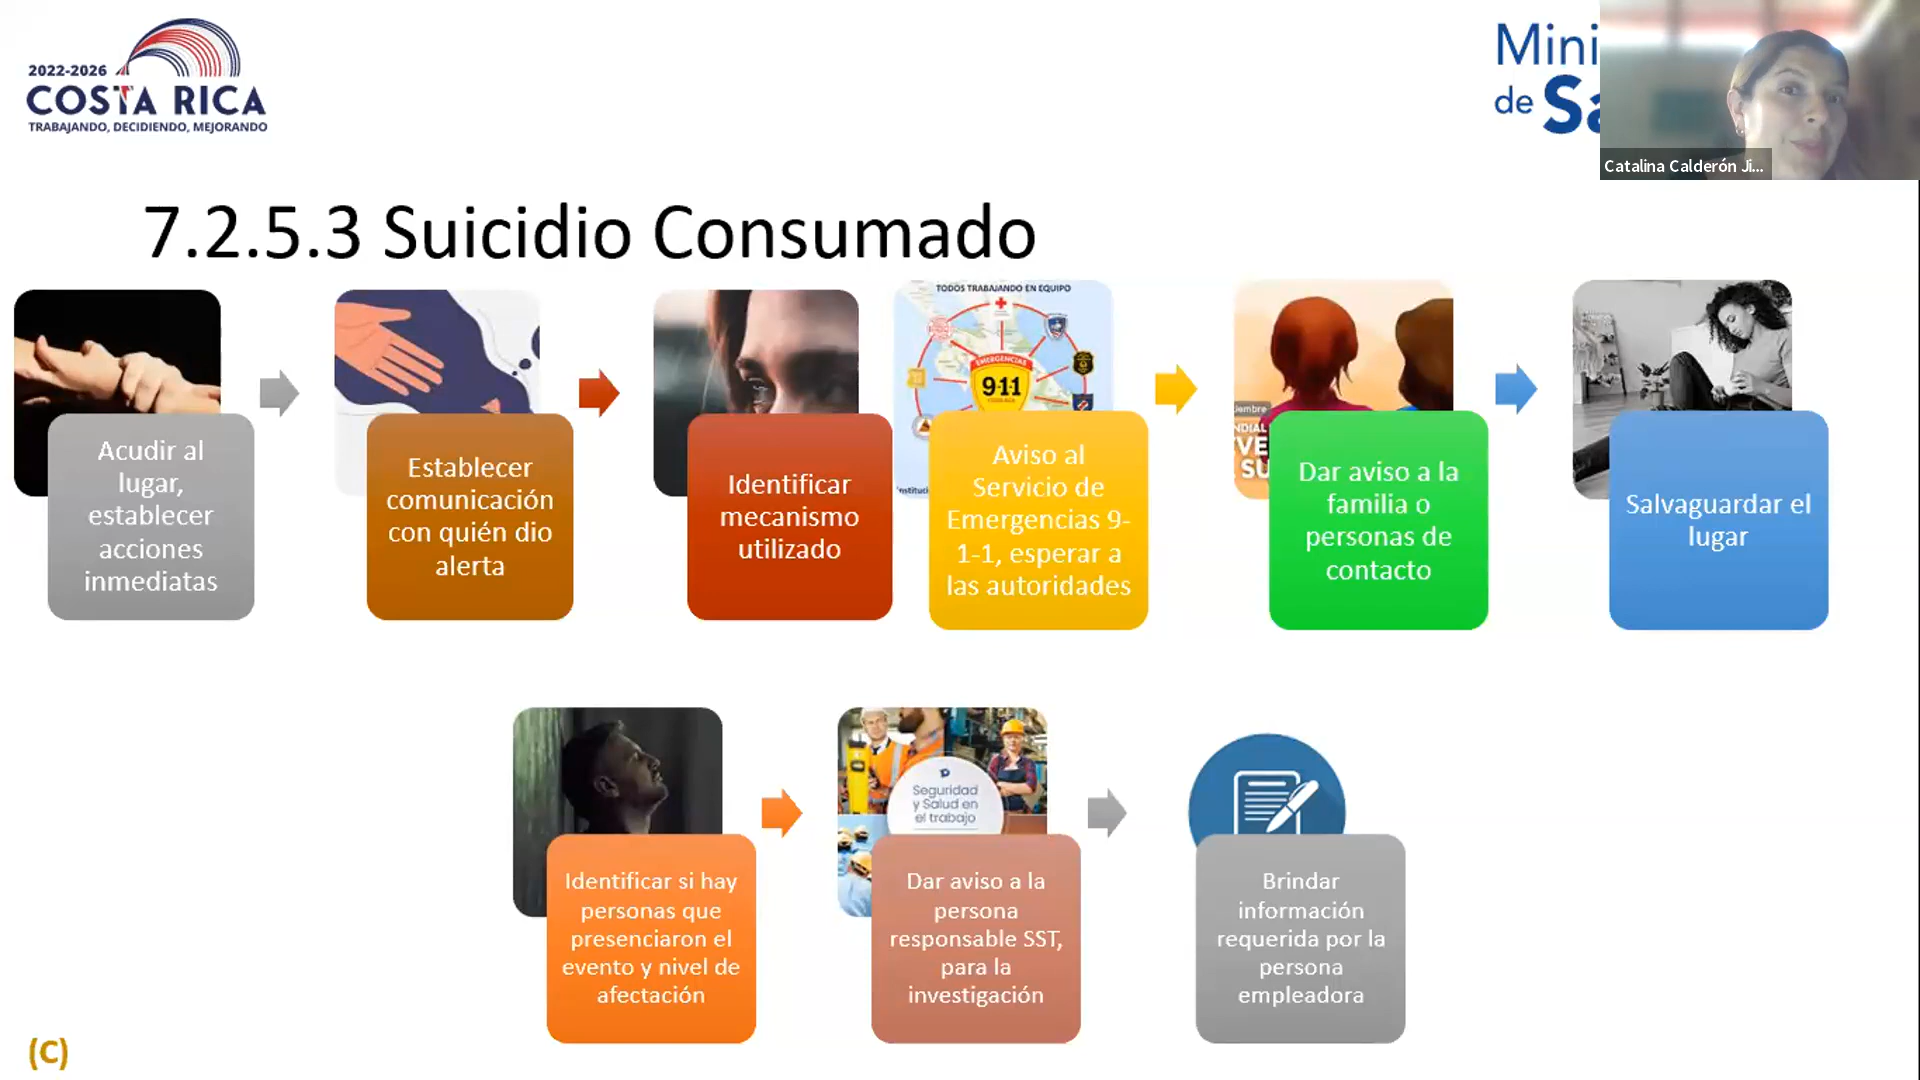 2022-2026
COSTA RICA
TRABAJANDO, DECIDIENDO, MEJORANDO
Mini
de Sa
Catalina Calderón Ji...
7.2.5.3 Suicidio Consumado
Acudir al
lugar,
establecer
acciones
inmediatas
Establecer
comunicación
con quién dio
alerta
Identificar
mecanismo
utilizado
TODOS TRABAJANDO EN EQUIPO
EMERGENCIAS
9-1-1
Aviso al
Servicio de
Emergencias 9-
1-1, esperar a
las autoridades
Dar aviso a la
familia o
personas de
contacto
Salvaguardar el
lugar
Identificar si hay
personas que
presenciaron el
evento y nivel de
afectación
Seguridad
y Salud en
el trabajo
Dar aviso a la
persona
responsable SST,
para la
investigación
Brindar
información
requerida por la
persona
empleadora
(C)